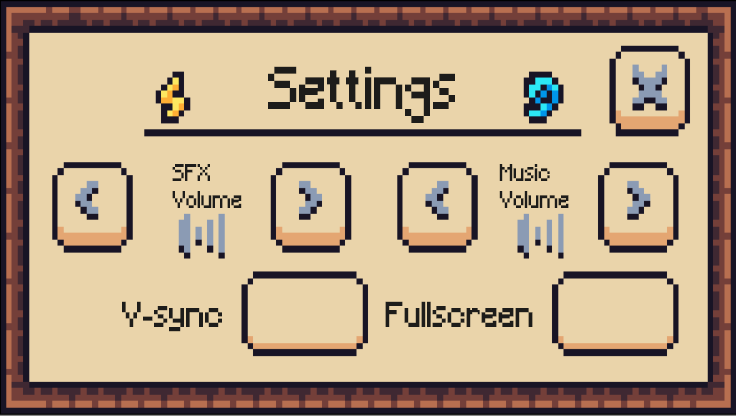 Settings
SFX
Volume
Music
Volume
V-sync
Fullscreen